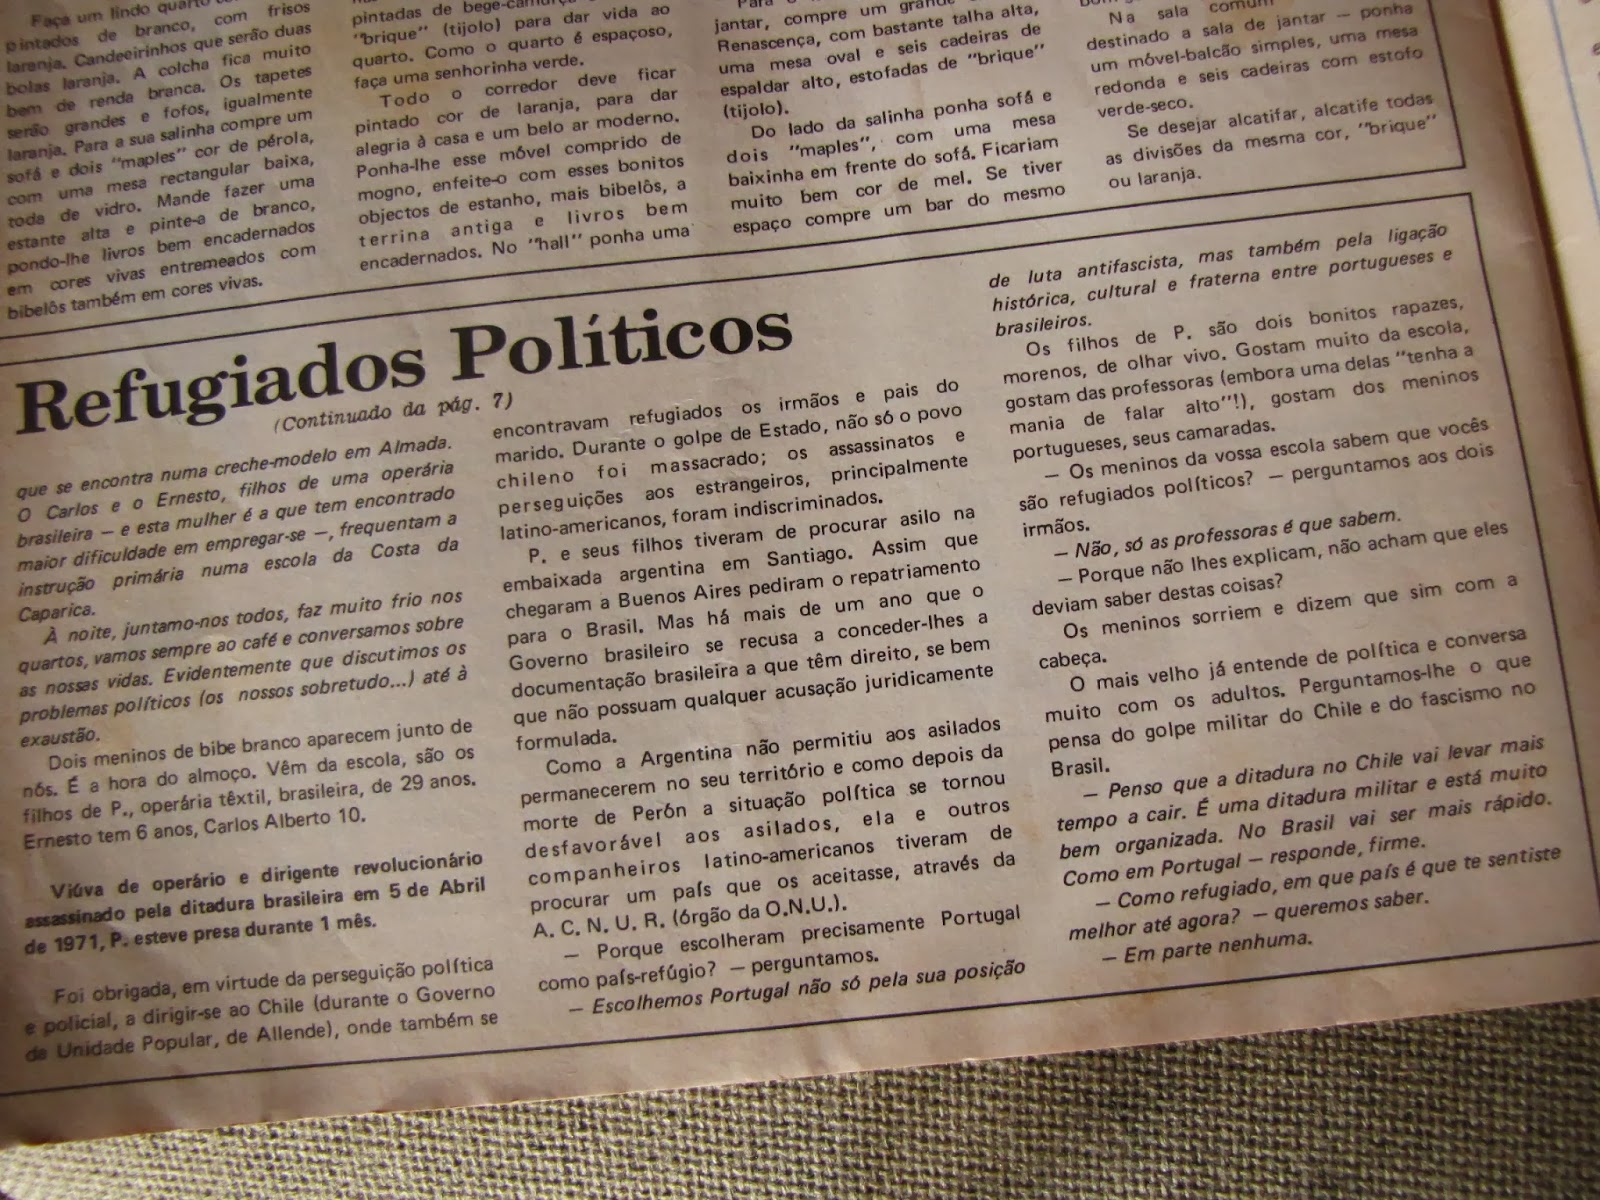 Faça um lindo quarto
pintados de branco, com frisos
laranja. Candeeirinhos que serão duas
bolas laranja. A colcha fica muito
bem de renda branca. Os tapetes
serão grandes e fofos, igualmente
laranja. Para a sua salinha compre um
sofá e dois "maples" cor de pérola,
com uma mesa rectangular baixa,
toda de vidro. Mande fazer uma
estante alta e pinte-a de branco,
pondo-lhe livros bem encadernados
em cores vivas entremeados com
bibelôs também em cores vivas.
pintadas de
"brique" (tijolo) para dar vida ao
quarto. Como o quarto é espaçoso,
faça uma senhorinha verde.
Todo o corredor deve ficar
pintado cor de laranja, para dar
alegria à casa e um belo ar moderno.
Ponha-lhe esse móvel comprido de
mogno, enfeite-o com esses bonitos
objectos de estanho, mais bibelôs, a
terrina antiga e livros bem
encadernados. No "hall" ponha uma
jantar, compre um
Renascença, com bastante talha alta,
uma mesa oval e seis cadeiras de
espaldar alto, estofadas de "brique"
(tijolo).
Do lado da salinha ponha sofá e
dois "maples", com uma mesa
baixinha em frente do sofá. Ficariam
muito bem cor de mel. Se tiver
espaço compre um bar do mesmo
Na sala comum
destinado a sala de jantar — ponha
um móvel-balcão simples, uma mesa
redonda e seis cadeiras com estofo
verde-seco.
Se desejar alcatifar, alcatife todas
as divisões da mesma cor, "brique"
ou laranja.
Refugiados Políticos
(Continuado da pág. 7)
que se encontra numa creche-modelo em Almada.
O Carlos e o Ernesto, filhos de uma operária
brasileira — e esta mulher é a que tem encontrado
maior dificuldade em empregar-se —, frequentam a
instrução primária numa escola da Costa da
Caparica.
À noite, juntamo-nos todos, faz muito frio nos
quartos, vamos sempre ao café e conversamos sobre
as nossas vidas. Evidentemente que discutimos os
problemas políticos (os nossos sobretudo...) até à
exaustão.
Dois meninos de bibe branco aparecem junto de
nós. É a hora do almoço. Vêm da escola, são os
filhos de P., operária têxtil, brasileira, de 29 anos.
Ernesto tem 6 anos, Carlos Alberto 10.
Viúva de operário e dirigente revolucionário
assassinado pela ditadura brasileira em 5 de Abril
de 1971, P. esteve presa durante 1 mês.
Foi obrigada, em virtude da perseguição política
e policial, a dirigir-se ao Chile (durante o Governo
da Unidade Popular, de Allende), onde também se
encontravam refugiados os irmãos e pais do
marido. Durante o golpe de Estado, não só o povo
chileno foi massacrado; os assassinatos e
perseguições aos estrangeiros, principalmente
latino-americanos, foram indiscriminados.
P. e seus filhos tiveram de procurar asilo na
embaixada argentina em Santiago. Assim que
chegaram a Buenos Aires pediram o repatriamento
para o Brasil. Mas há mais de um ano que o
Governo brasileiro se recusa a conceder-lhes a
documentação brasileira a que têm direito, se bem
que não possuam qualquer acusação juridicamente
formulada.
Como a Argentina não permitiu aos asilados
permanecerem no seu território e como depois da
morte de Perón a situação política se tornou
desfavorável aos asilados, ela e outros
companheiros latino-americanos tiveram de
procurar um país que os aceitasse, através da
A. C. N. U. R. (órgão da O.N.U.).
— Porque escolheram precisamente Portugal
como país-refúgio? — perguntamos.
— Escolhemos Portugal não só pela sua posição
de luta antifascista, mas também pela ligação
histórica, cultural e fraterna entre portugueses e
brasileiros.
Os filhos de P. são dois bonitos rapazes,
morenos, de olhar vivo. Gostam muito da escola,
gostam das professoras (embora uma delas "tenha a
mania de falar alto"!), gostam dos meninos
portugueses, seus camaradas.
— Os meninos da vossa escola sabem que vocês
são refugiados políticos? — perguntamos aos dois
irmãos.
— Não, só as professoras é que sabem.
— Porque não lhes explicam, não acham que eles
deviam saber destas coisas?
Os meninos sorriem e dizem que sim com a
cabeça.
O mais velho já entende de política e conversa
muito com os adultos. Perguntamos-lhe o que
pensa do golpe militar do Chile e do fascismo no
Brasil.
— Penso que a ditadura no Chile vai levar mais
tempo a cair. É uma ditadura militar e está muito
bem organizada. No Brasil vai ser mais rápido.
Como em Portugal — responde, firme.
— Como refugiado, em que país é que te sentiste
melhor até agora? — queremos saber.
— Em parte nenhuma.